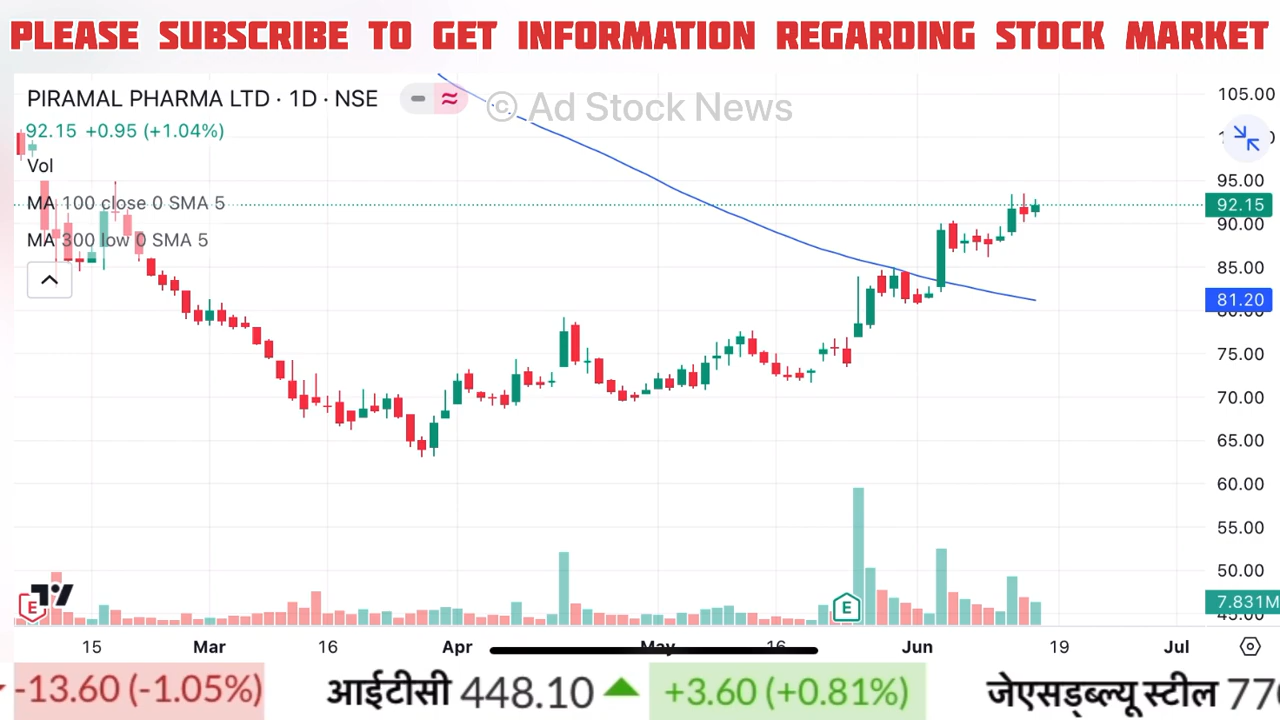 PLEASE SUBSCRIBE TO GET INFORMATION REGARDING STOCK MARKET
PIRAMAL PHARMA LTD · 1D · NSE
© Ad Stock News
92.15 +0.95 (+1.04%)
Vol
MA 100 close 0 SMA 5
MA 300 low 0 SMA 5
105.00
95.00
92.15
90.00
85.00
81.20
80.00
75.00
70.00
65.00
60.00
55.00
50.00
7.831M
45.00
E
E
15 Mar 16 Apr May 16 Jun 19 Jul
-13.60 (-1.05%) आईटीसी 448.10 +3.60 (+0.81%) जेएसडब्ल्यू स्टील